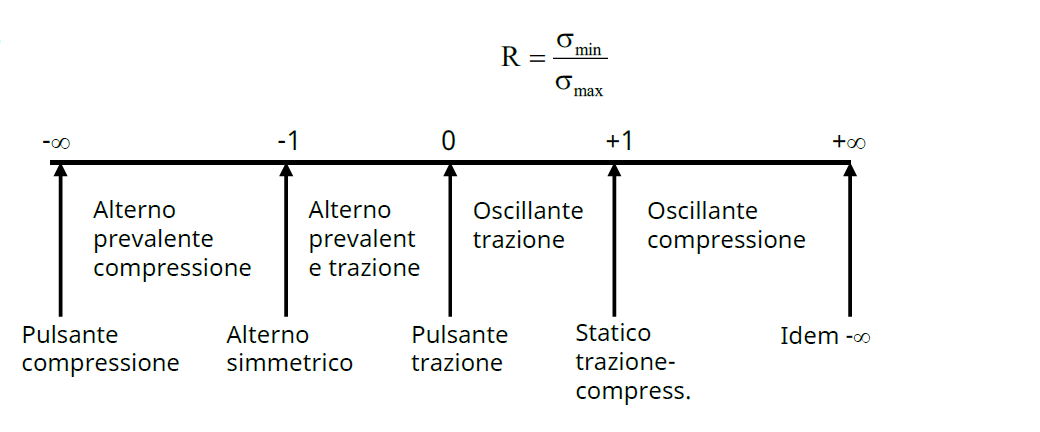 R = σmin / σmax
-∞ -1 0 +1 +∞
Alterno
prevalente
compressione
Alterno
prevalent
e trazione
Oscillante
trazione
Oscillante
compressione
Pulsante
compressione
Alterno
simmetrico
Pulsante
trazione
Statico
trazione-
compress.
Idem -∞